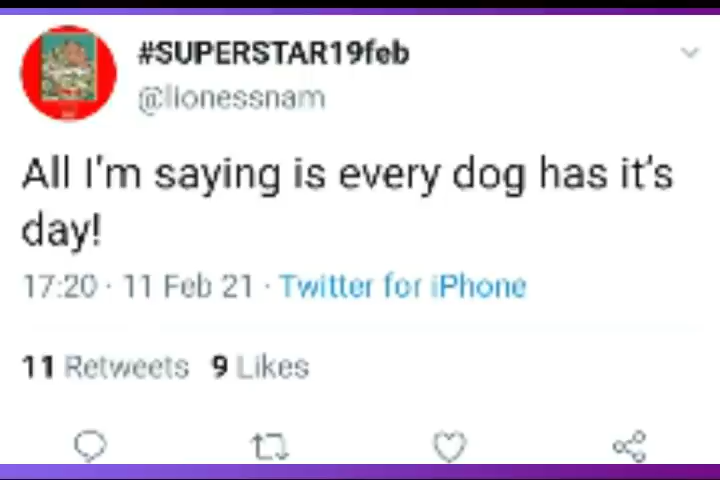 #SUPERSTAR19feb
@lionessnam
All I'm saying is every dog has it's
day!
17:20 · 11 Feb 21 · Twitter for iPhone
11 Retweets 9 Likes